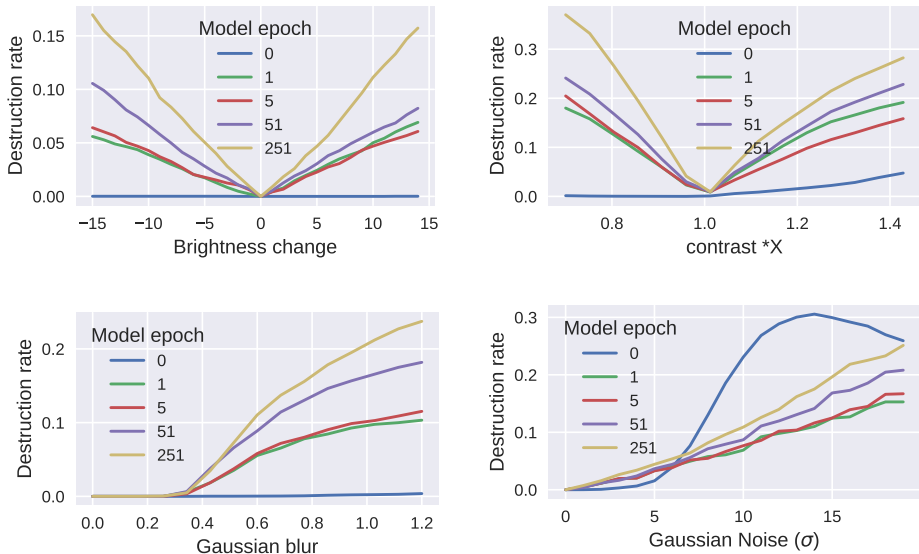 Destruction rate
0.15
0.10
0.05
0.00
Model epoch
0
1
5
51
251
−15 −10 −5 0 5 10 15
Brightness change
Destruction rate
0.3
0.2
0.1
0.0
Model epoch
0
1
5
51
251
0.8 1.0 1.2 1.4
contrast *X
Destruction rate
0.2
0.1
0.0
Model epoch
0
1
5
51
251
0.0 0.2 0.4 0.6 0.8 1.0 1.2
Gaussian blur
Destruction rate
0.3
0.2
0.1
0.0
Model epoch
0
1
5
51
251
0 5 10 15
Gaussian Noise (σ)